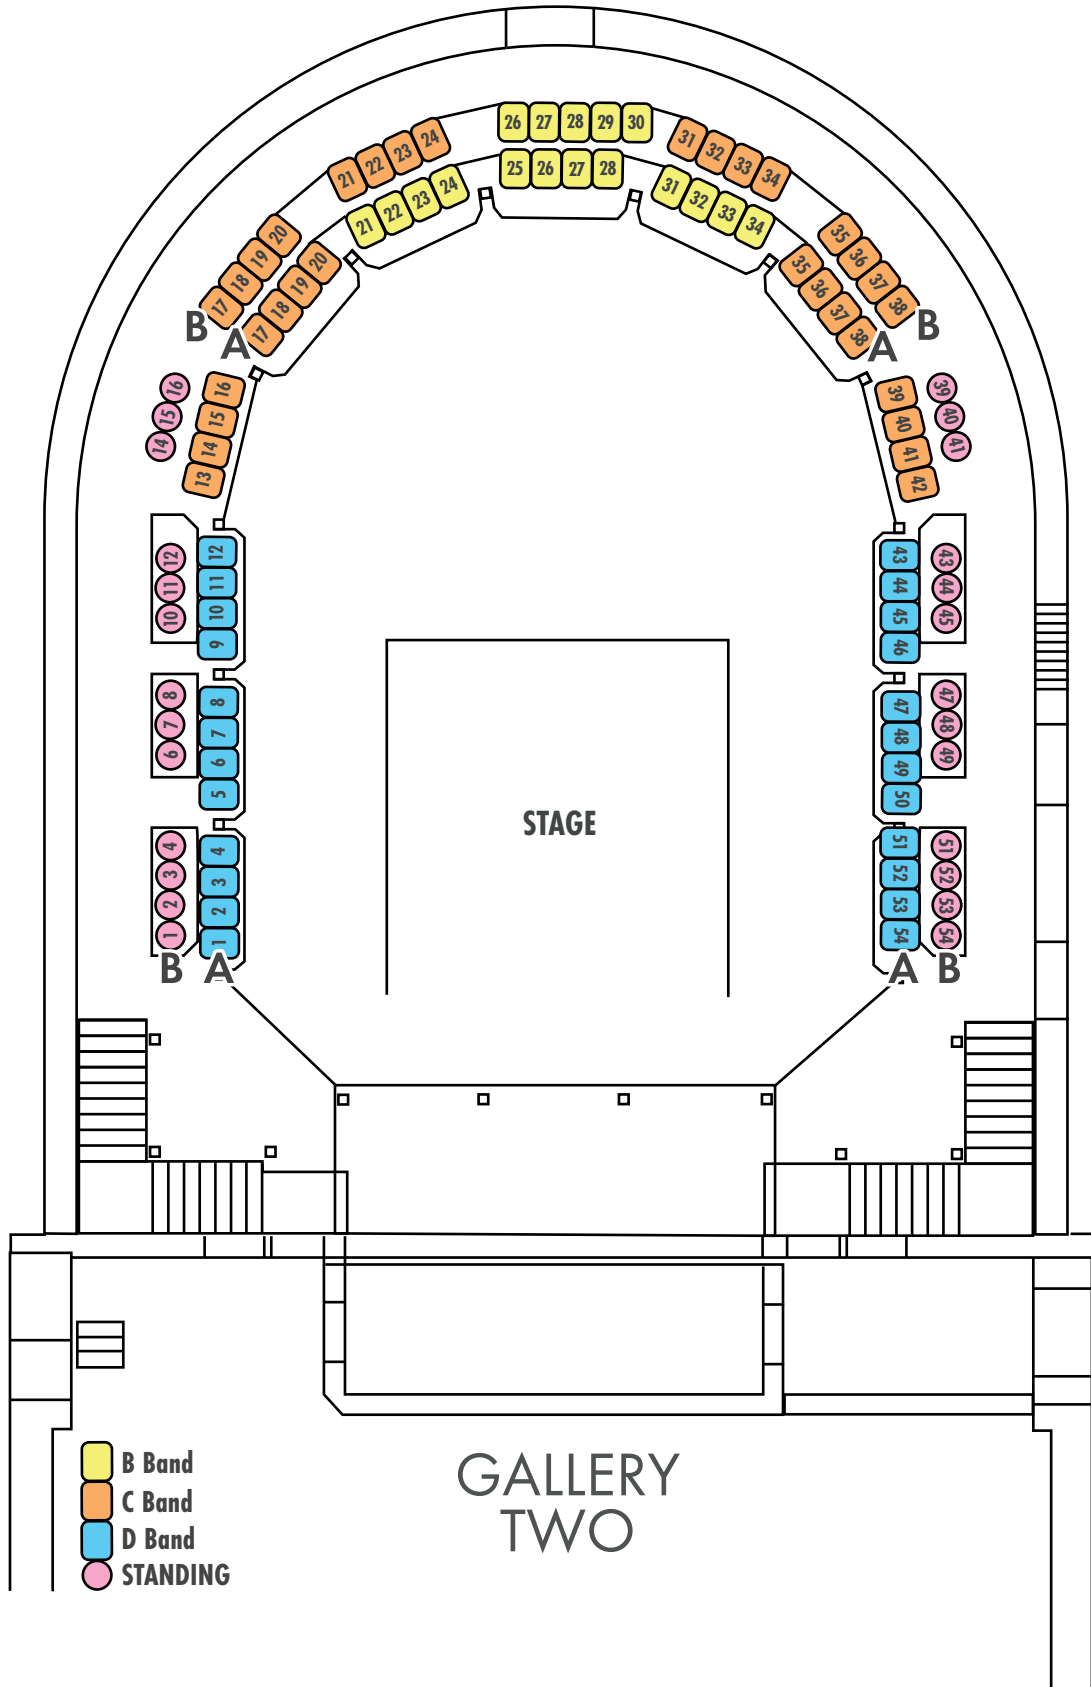 26 27 28 29 30
25 26 27 28
21 22 23 24
21 22 23 24
31 32 33 34
31 32 33 34
17 18 19 20
17 18 19 20
35 36 37 38
35 36 37 38
B
A
A
B
14 15 16
13 14 15 16
39 40 41 42
39 40 41
10 11 12
9 10 11 12
43 44 45 46
43 44 45
6 7 8
5 6 7 8
47 48 49 50
47 48 49
1 2 3 4
1 2 3 4
51 52 53 54
51 52 53 54
STAGE
B
A
A
B
B Band
C Band
D Band
STANDING
GALLERY
TWO